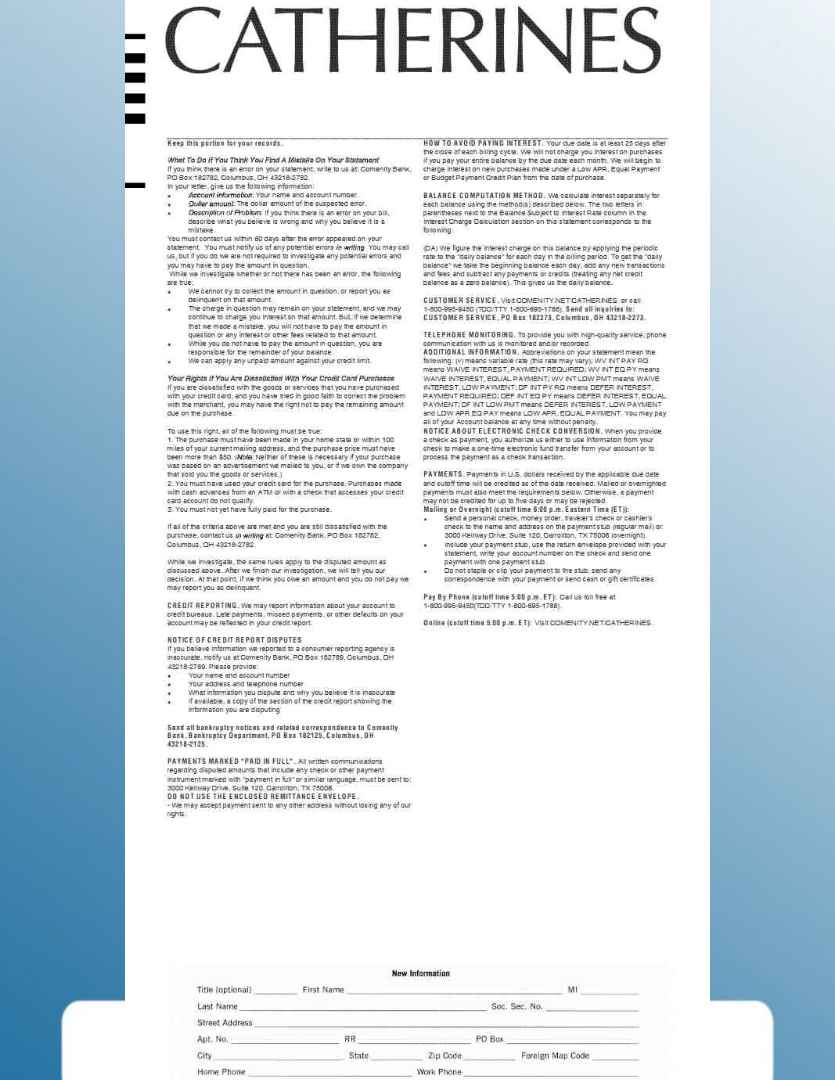 CATHERINES
Keep this portion for your records.
What To Do If You Think You Find A Mistake On Your Statement
If you think there is an error on your statement, write to us at: Comenity Bank,
PO Box 182782, Columbus, OH 43218-2782.
In your letter, give us the following information:
• Account information: Your name and account number.
• Dollar amount: The dollar amount of the suspected error.
• Description of Problem: If you think there is an error on your bill,
describe what you believe is wrong and why you believe it is a
mistake.
You must contact us within 60 days after the error appeared on your
statement. You must notify us of any potential errors in writing. You may call
us, but if you do we are not required to investigate any potential errors and
you may have to pay the amount in question.
While we investigate whether or not there has been an error, the following
are true:
• We cannot try to collect the amount in question, or report you as
delinquent on that amount.
• The charge in question may remain on your statement, and we may
continue to charge you interest on that amount. But, if we determine
that we made a mistake, you will not have to pay the amount in
question or any interest or other fees related to that amount.
• While you do not have to pay the amount in question, you are
responsible for the remainder of your balance.
• We can apply any unpaid amount against your credit limit.
Your Rights If You Are Dissatisfied With Your Credit Card Purchases
If you are dissatisfied with the goods or services that you have purchased
with your credit card, and you have tried in good faith to correct the problem
with the merchant, you may have the right not to pay the remaining amount
due on the purchase.
To use this right, all of the following must be true:
1. The purchase must have been made in your home state or within 100
miles of your current mailing address, and the purchase price must have
been more than $50. (Note: Neither of these is necessary if your purchase
was based on an advertisement we mailed to you, or if we own the company
that sold you the goods or services.)
2. You must have used your credit card for the purchase. Purchases made
with cash advances from an ATM or with a check that accesses your credit
card account do not qualify.
3. You must not yet have fully paid for the purchase.
If all of the criteria above are met and you are still dissatisfied with the
purchase, contact us in writing at: Comenity Bank, PO Box 182782,
Columbus, OH 43218-2782.
While we investigate, the same rules apply to the disputed amount as
discussed above. After we finish our investigation, we will tell you our
decision. At that point, if we think you owe an amount and you do not pay we
may report you as delinquent.
CREDIT REPORTING. We may report information about your account to
credit bureaus. Late payments, missed payments, or other defaults on your
account may be reflected in your credit report.
NOTICE OF CREDIT REPORT DISPUTES
If you believe information we reported to a consumer reporting agency is
inaccurate, notify us at Comenity Bank, PO Box 182789, Columbus, OH
43218-2789. Please provide:
• Your name and account number
• Your address and telephone number
• What information you dispute and why you believe it is inaccurate
• If available, a copy of the section of the credit report showing the
information you are disputing
Send all bankruptcy notices and related correspondence to Comenity
Bank, Bankruptcy Department, PO Box 182125, Columbus, OH
43218-2125.
PAYMENTS MARKED "PAID IN FULL". All written communications
regarding disputed amounts that include any check or other payment
instrument marked with "payment in full" or similar language, must be sent to:
3000 Kellway Drive, Suite 120, Carrollton, TX 75006.
DO NOT USE THE ENCLOSED REMITTANCE ENVELOPE.
- We may accept payment sent to any other address without losing any of our
rights.
HOW TO AVOID PAYING INTEREST. Your due date is at least 25 days after
the close of each billing cycle. We will not charge you interest on purchases
if you pay your entire balance by the due date each month. We will begin to
charge interest on new purchases made under a Low APR, Equal Payment
or Budget Payment Credit Plan from the date of purchase.
BALANCE COMPUTATION METHOD. We calculate interest separately for
each balance using the method(s) described below. The two letters in
parentheses next to the Balance Subject to Interest Rate column in the
Interest Charge Calculation section on this statement corresponds to the
following:
(DA) We figure the interest charge on this balance by applying the periodic
rate to the "daily balance" for each day in the billing period. To get the "daily
balance" we take the beginning balance each day, add any new transactions
and fees and subtract any payments or credits (treating any net credit
balance as a zero balance). This gives us the daily balance.
CUSTOMER SERVICE. Visit COMENITY.NET/CATHERINES or call
1-800-995-9450 (TDD/TTY 1-800-695-1788). Send all inquiries to:
CUSTOMER SERVICE, PO Box 182273, Columbus, OH 43218-2273.
TELEPHONE MONITORING. To provide you with high-quality service, phone
communication with us is monitored and/or recorded.
ADDITIONAL INFORMATION. Abbreviations on your statement mean the
following: (v) means variable rate (this rate may vary); WV INT PAY RQ
means WAIVE INTEREST, PAYMENT REQUIRED; WV INT EQ PY means
WAIVE INTEREST, EQUAL PAYMENT; WV INT LOW PMT means WAIVE
INTEREST, LOW PAYMENT; DF INT PY RQ means DEFER INTEREST,
PAYMENT REQUIRED; DEF INT EQ PY means DEFER INTEREST, EQUAL
PAYMENT; DF INT LOW PMT means DEFER INTEREST, LOW PAYMENT
and LOW APR EQ PAY means LOW APR, EQUAL PAYMENT. You may pay
all of your Account balance at any time without penalty.
NOTICE ABOUT ELECTRONIC CHECK CONVERSION. When you provide
a check as payment, you authorize us either to use information from your
check to make a one-time electronic fund transfer from your account or to
process the payment as a check transaction.
PAYMENTS. Payments in U.S. dollars received by the applicable due date
and cutoff time will be credited as of the date received. Mailed or overnighted
payments must also meet the requirements below. Otherwise, a payment
may not be credited for up to five days or may be rejected.
Mailing or Overnight (cutoff time 6:00 p.m. Eastern Time (ET):
• Send a personal check, money order, traveler's check or cashier's
check to the name and address on the payment stub (regular mail) or:
3000 Kellway Drive, Suite 120, Carrollton, TX 75006 (overnight).
• Include your payment stub, use the return envelope provided with your
statement, write your account number on the check and send one
payment with one payment stub.
• Do not staple or clip your payment to the stub, send any
correspondence with your payment or send cash or gift certificates.
Pay By Phone (cutoff time 5:00 p.m. ET): Call us toll free at
1-800-995-9450(TDD/TTY 1-800-695-1788).
Online (cutoff time 5:00 p.m. ET): Visit COMENITY.NET/CATHERINES.
New Information
Title (optional) First Name MI
Last Name Soc. Sec. No.
Street Address
Apt. No. RR PO Box
City State Zip Code Foreign Map Code
Home Phone Work Phone